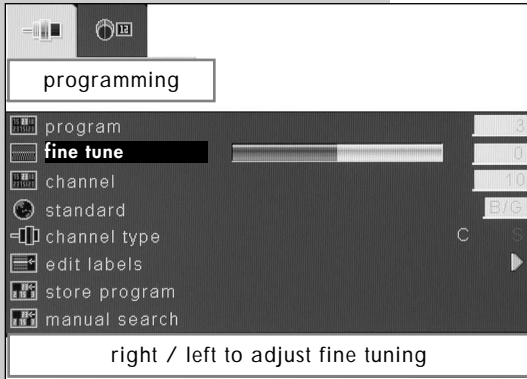 12
programming
program 3
fine tune 0
channel 10
standard B/G
channel type C S
edit labels
store program
manual search
right / left to adjust fine tuning